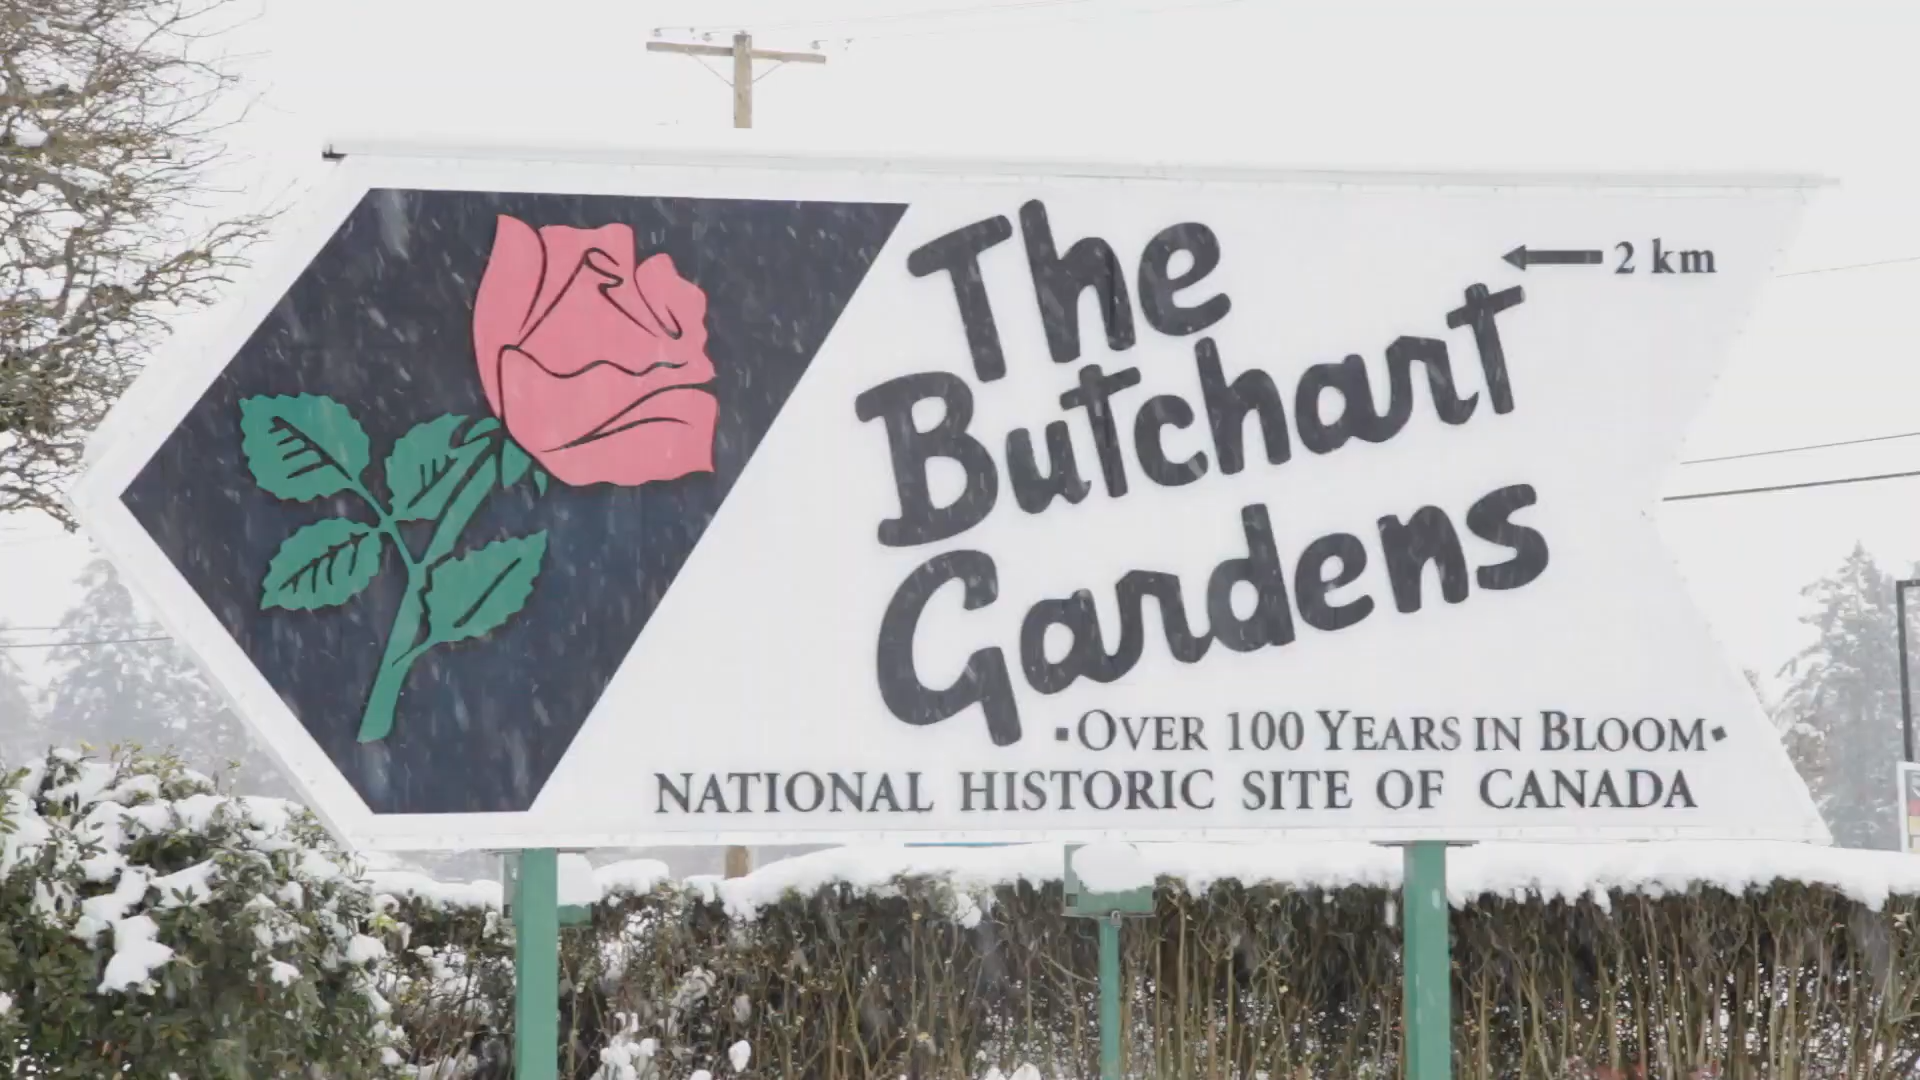 The
← 2 km
Butchart
Gardens
·OVER 100 YEARS IN BLOOM·
NATIONAL HISTORIC SITE OF CANADA